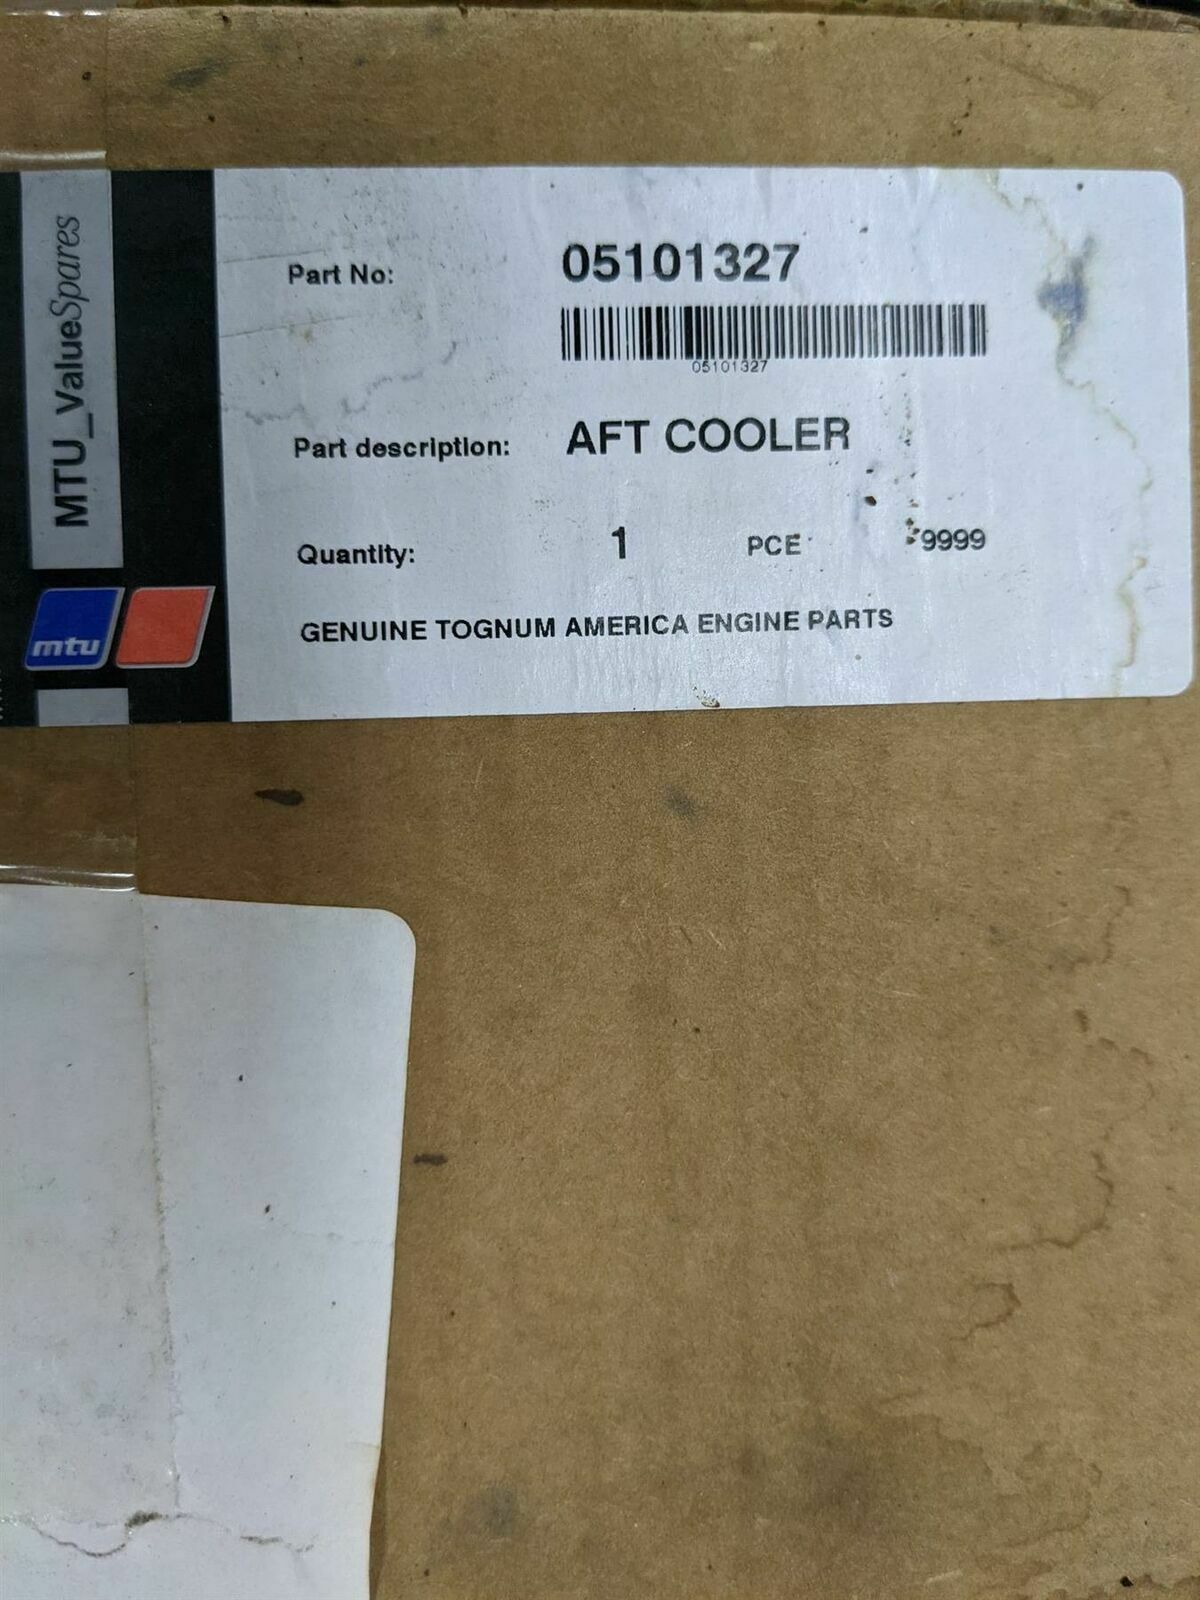 MTU_ValueSpares
mtu
Part No: 05101327
05101327
Part description: AFT COOLER
Quantity: 1 PCE 9999
GENUINE TOGNUM AMERICA ENGINE PARTS